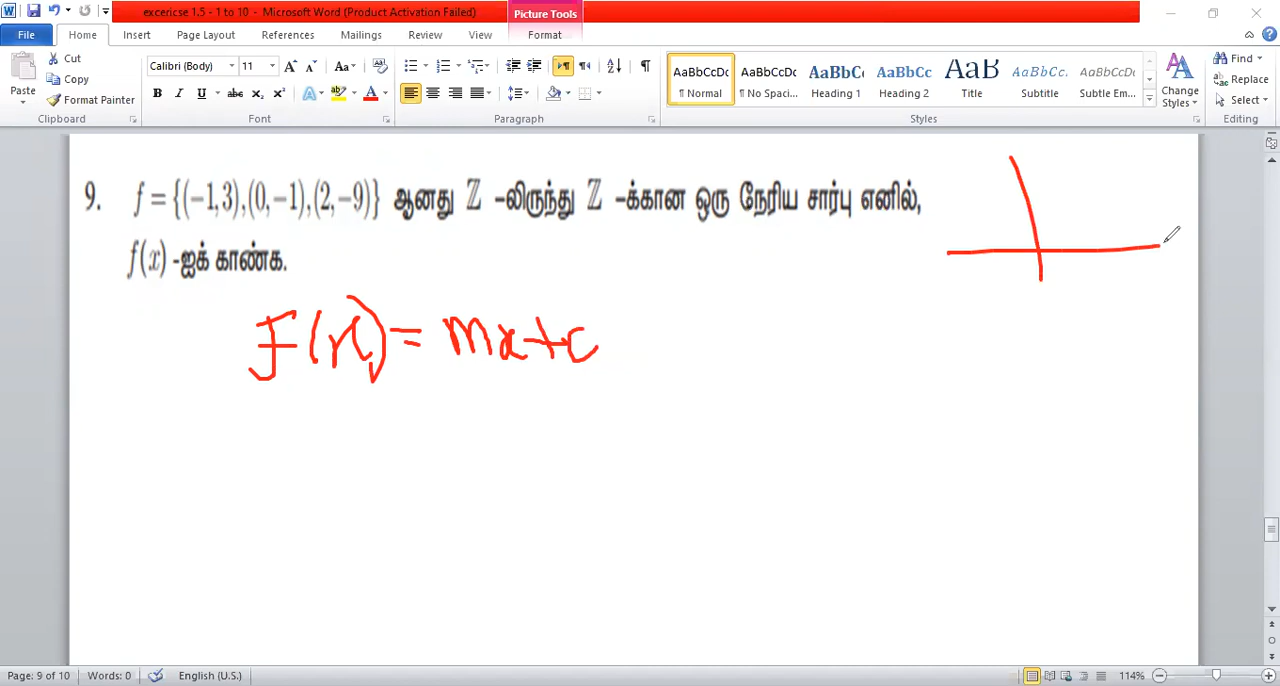 excericse 1.5 - 1 to 10 - Microsoft Word (Product Activation Failed)
Picture Tools
File Home Insert Page Layout References Mailings Review View Format
Paste
Cut
Copy
Format Painter
Clipboard
Calibri (Body) 11
Font
Paragraph
AaBbCcDc AaBbCcDc AaBbC AaBbCc AaB AaBbCc. AaBbCcDc
¶ Normal ¶ No Spaci... Heading 1 Heading 2 Title Subtitle Subtle Em...
Change Styles
Styles
Find
Replace
Select
Editing
9. f = {(−1,3),(0,−1),(2,−9)} ஆனது ℤ -லிருந்து ℤ -க்கான ஒரு நேரிய சார்பு எனில்,
f(x) -ஐக் காண்க.
F(x) = mx+c
Page: 9 of 10 Words: 0 English (U.S.) 114%